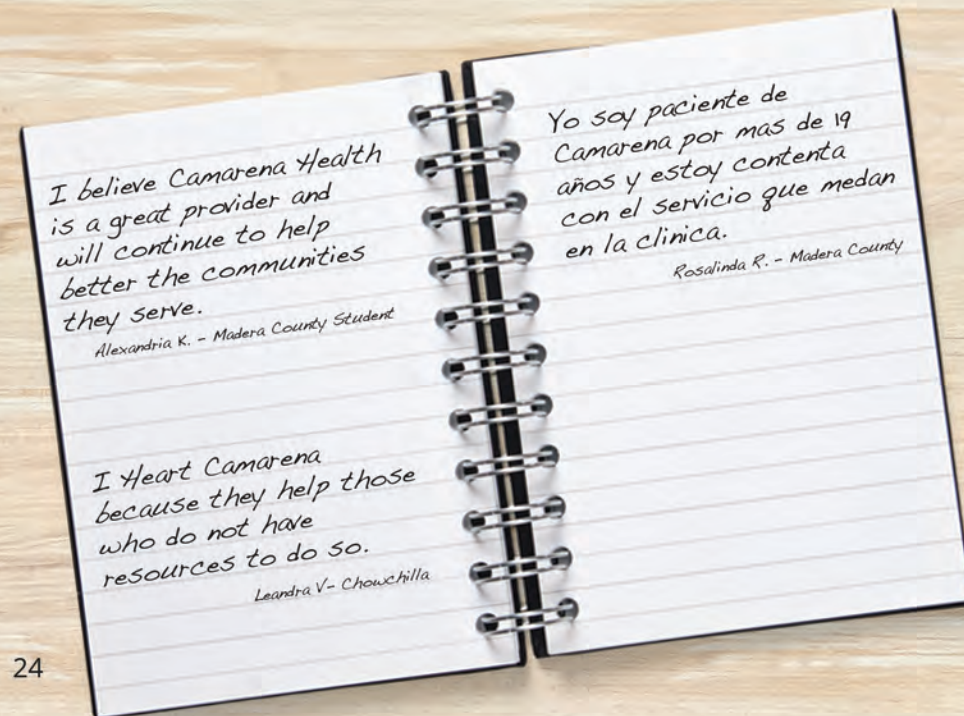 I believe Camarena Health
is a great provider and
will continue to help
better the communities
they serve.
Alexandria K. - Madera County Student
I Heart Camarena
because they help those
who do not have
resources to do so.
Leandra V- Chowchilla
Yo soy paciente de
Camarena por mas de 19
años y estoy contenta
con el servicio que medan
en la clinica.
Rosalinda R. - Madera County
24